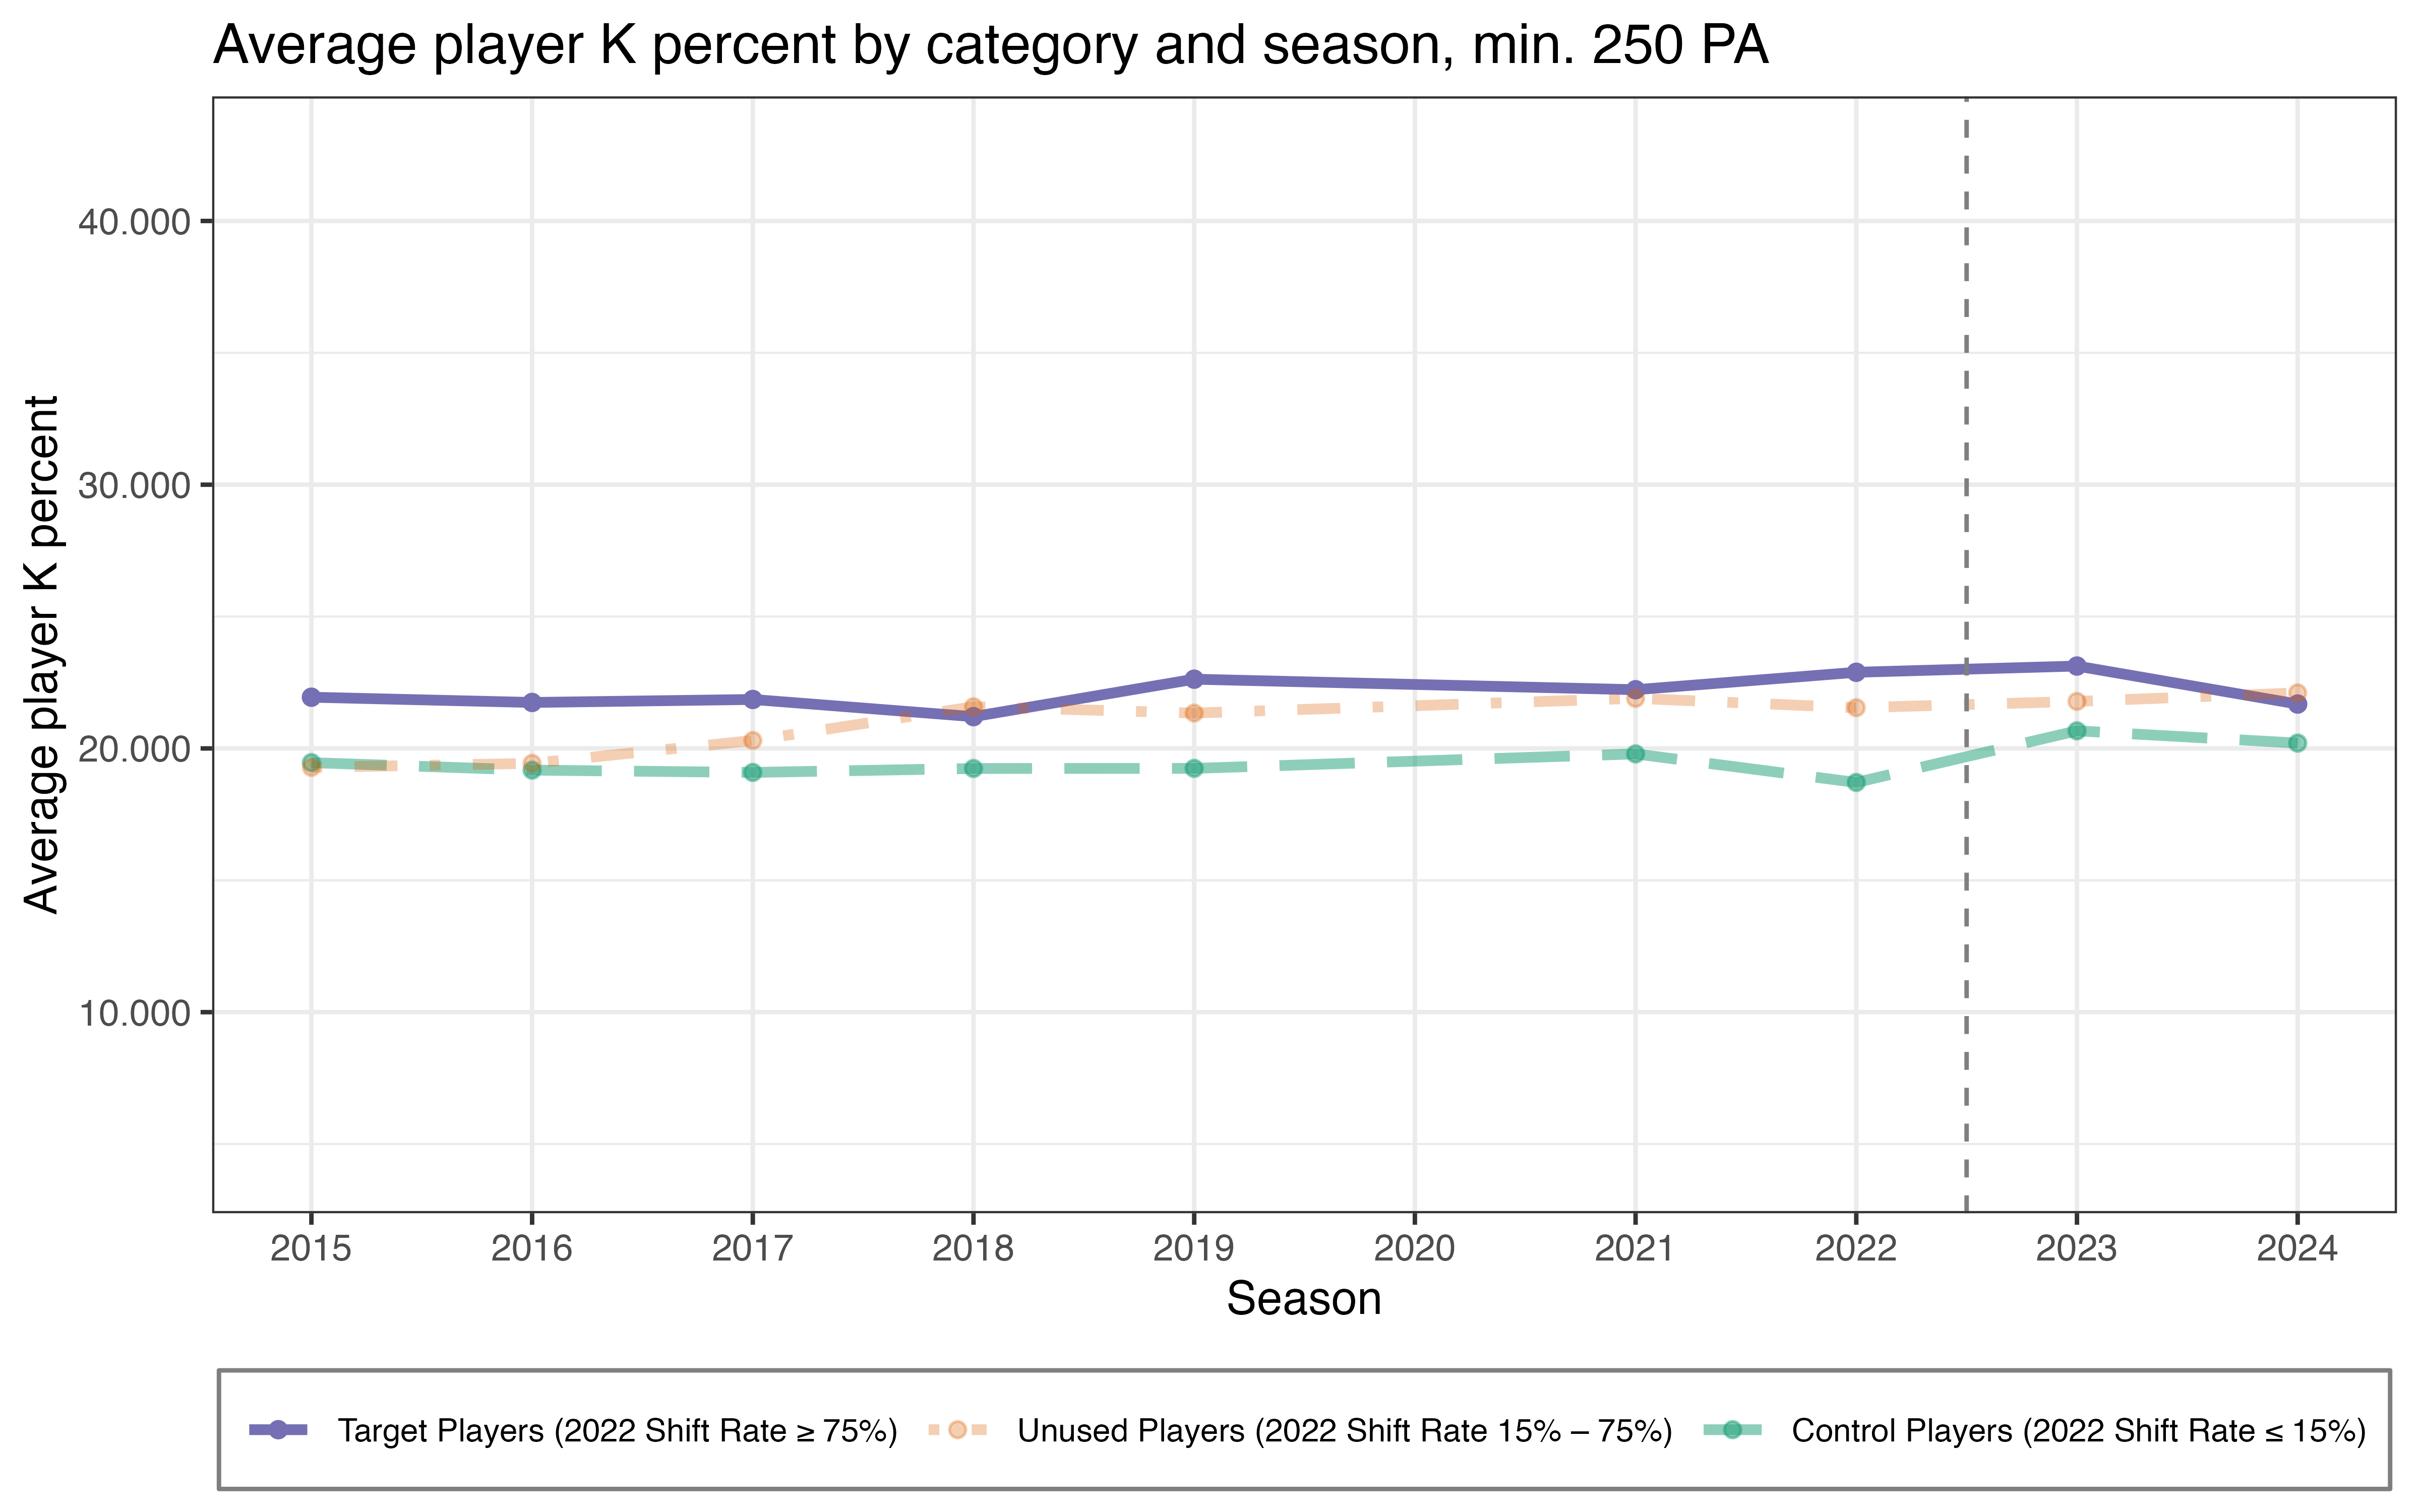 Average player K percent by category and season, min. 250 PA
Average player K percent
40.000
30.000
20.000
10.000
2015 2016 2017 2018 2019 2020 2021 2022 2023 2024
Season
Target Players (2022 Shift Rate ≥ 75%) Unused Players (2022 Shift Rate 15% – 75%) Control Players (2022 Shift Rate ≤ 15%)